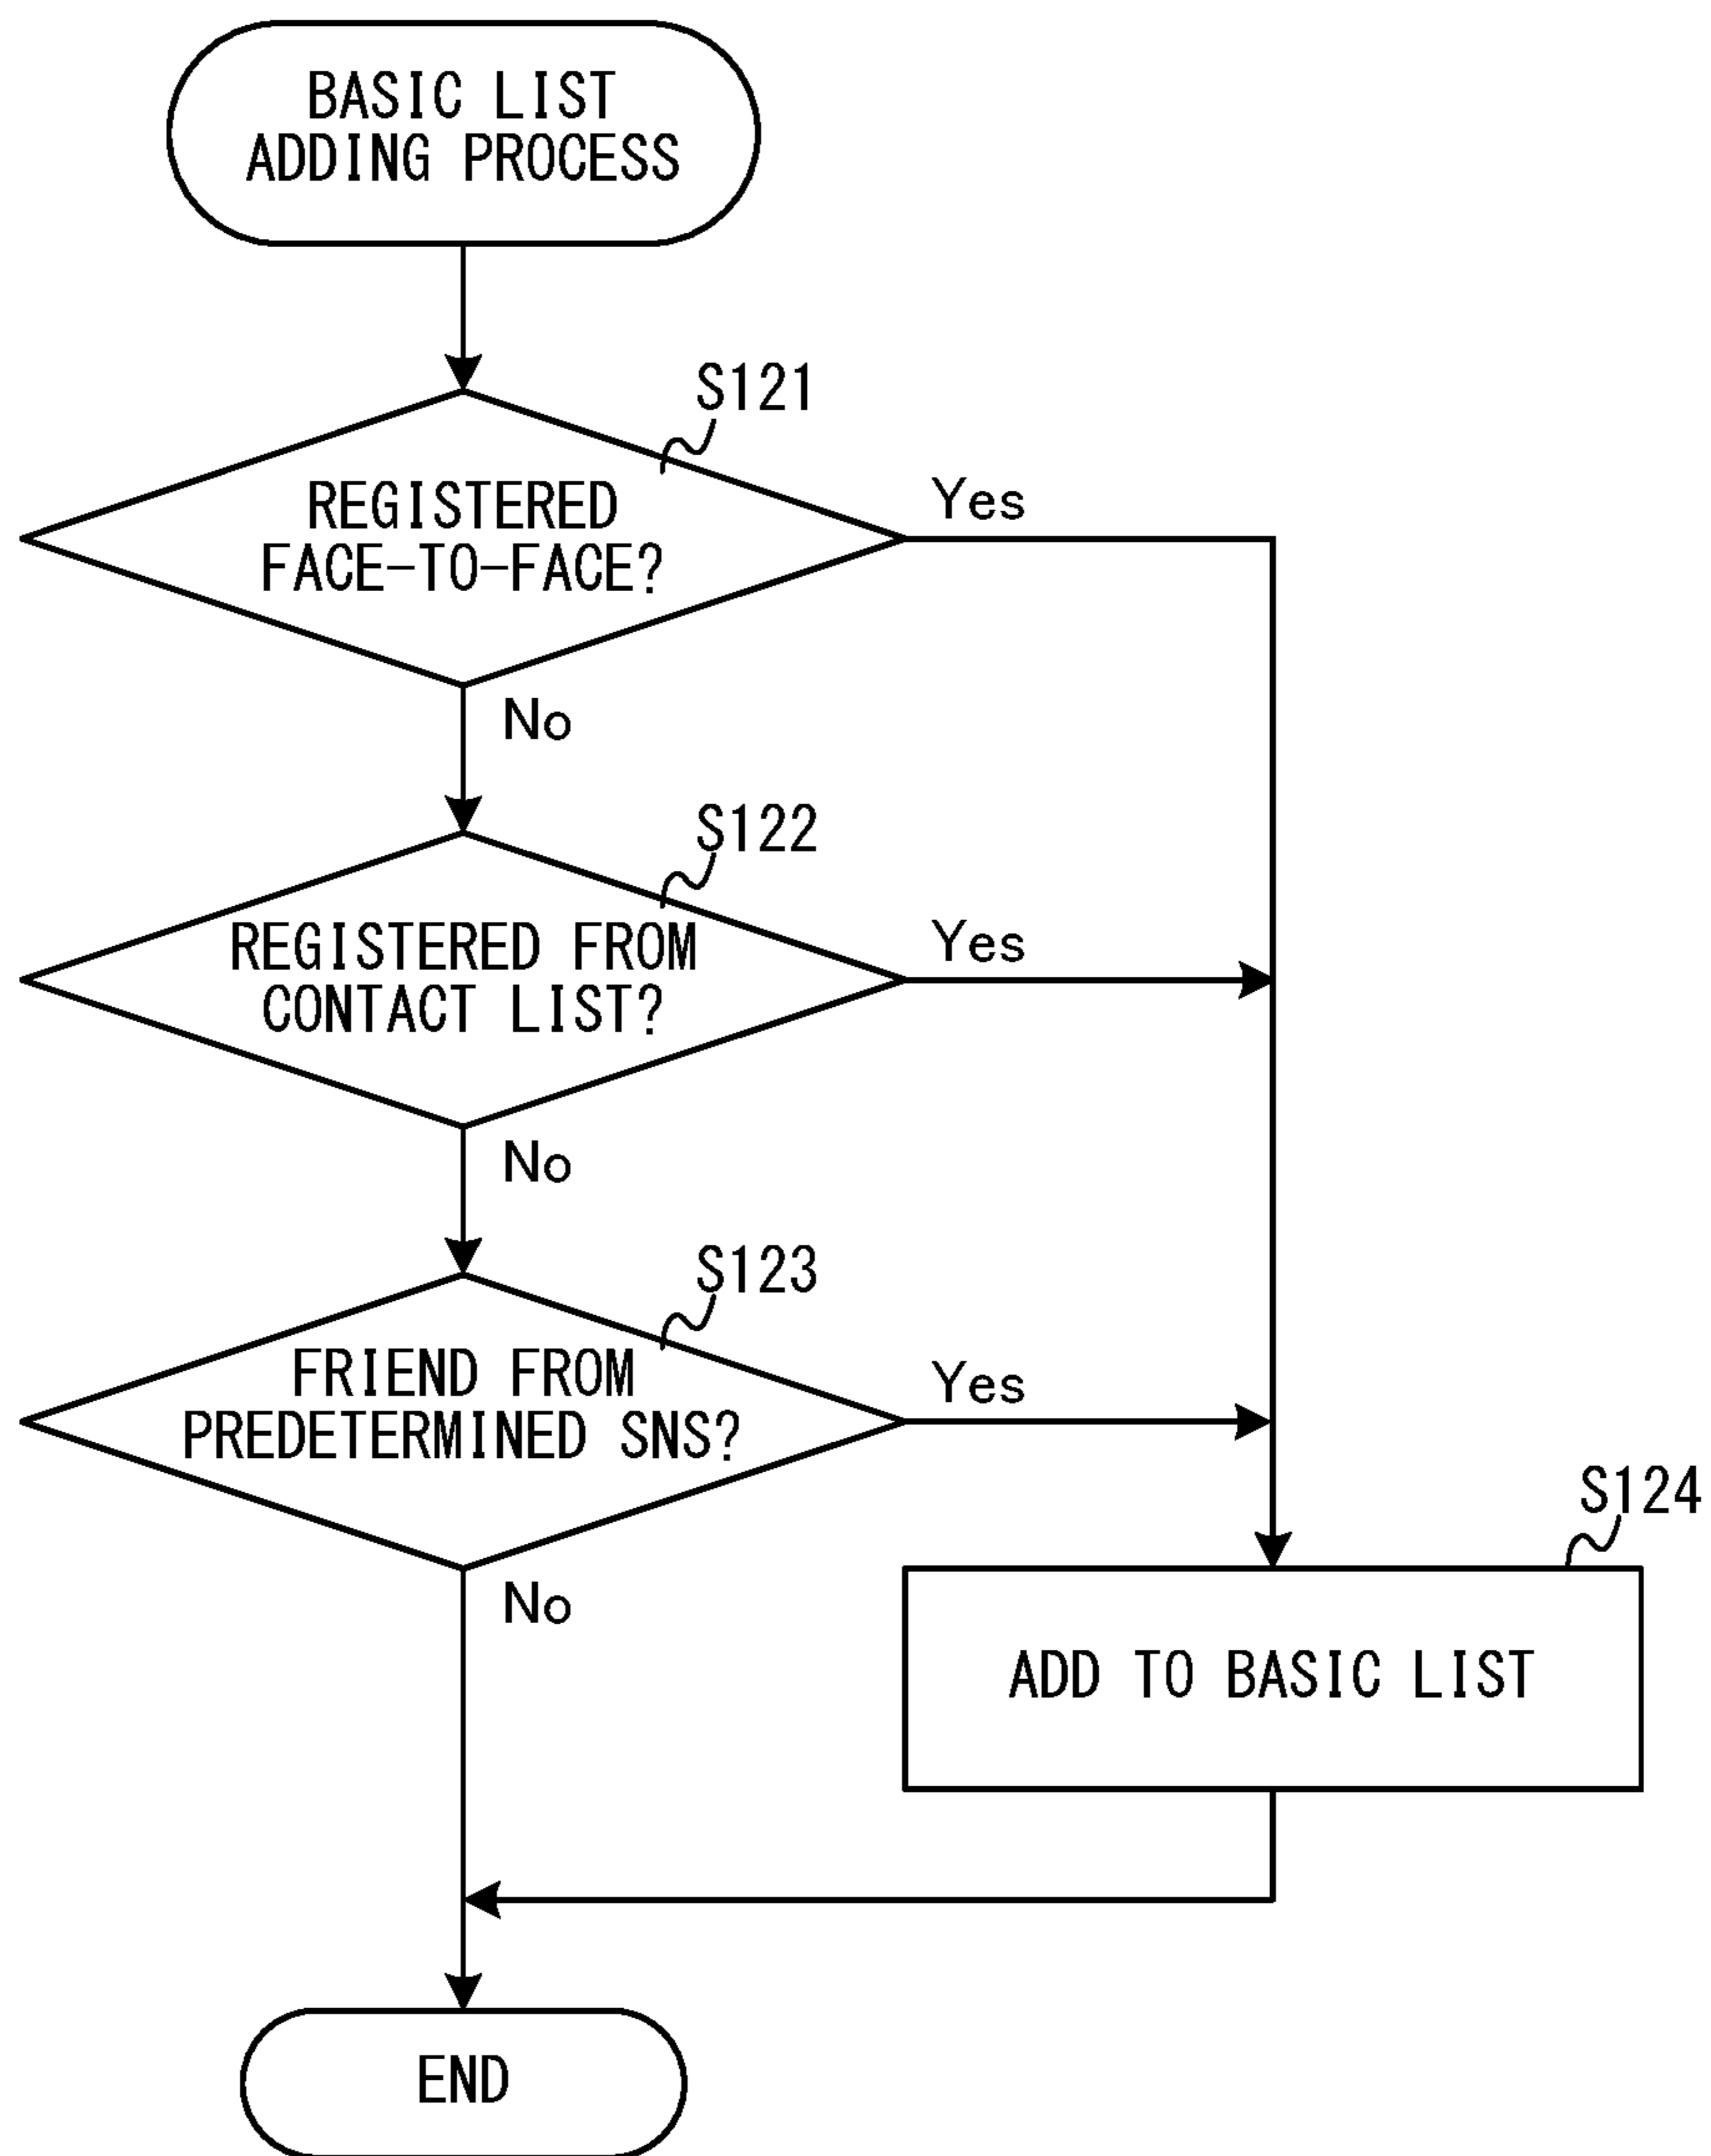 BASIC LIST
ADDING PROCESS
S121
REGISTERED
FACE-TO-FACE?
Yes
No
S122
REGISTERED FROM
CONTACT LIST?
Yes
No
S123
FRIEND FROM
PREDETERMINED SNS?
Yes
No
S124
ADD TO BASIC LIST
END